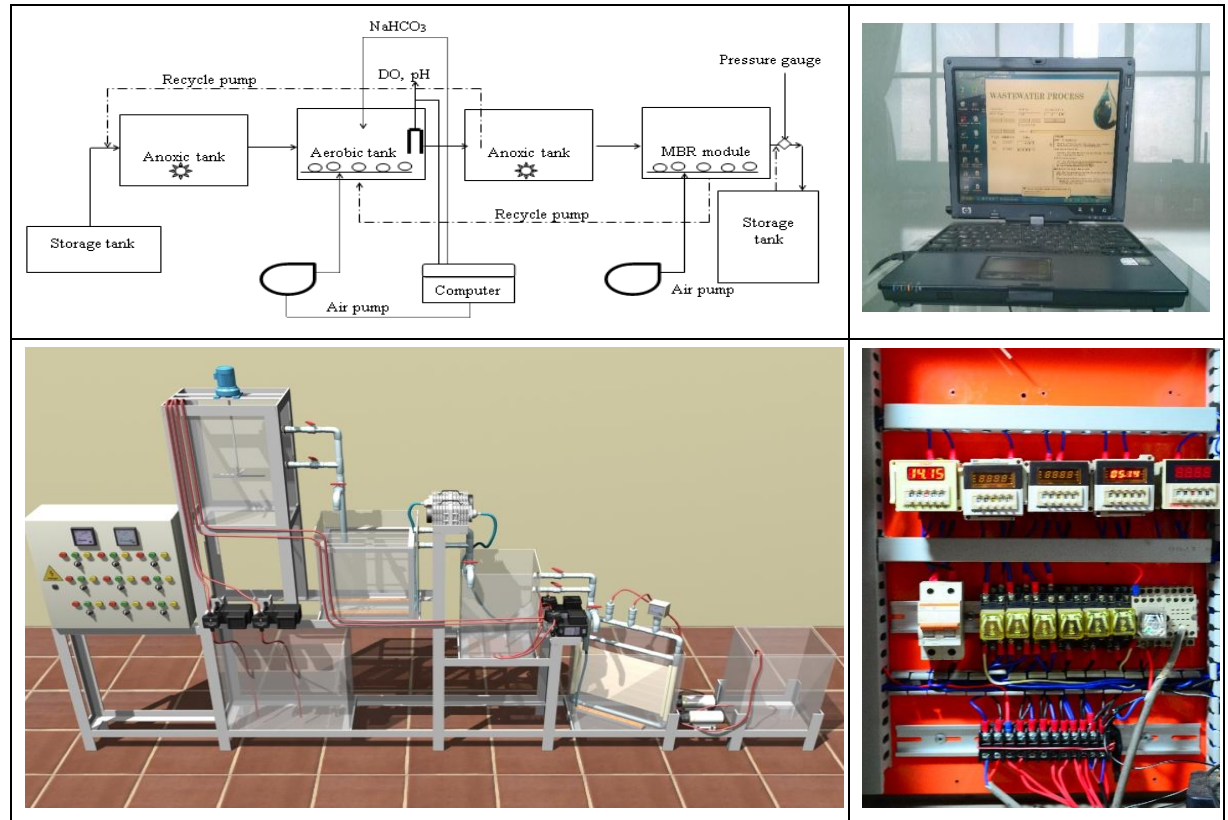 NaHCO₃
DO, pH
Pressure gauge
Recycle pump
Anoxic tank
Aerobic tank
Anoxic tank
MBR module
Recycle pump
Storage tank
Storage
tank
Computer
Air pump
Air pump
WASTEWATER PROCESS
hp
14.15
05.14